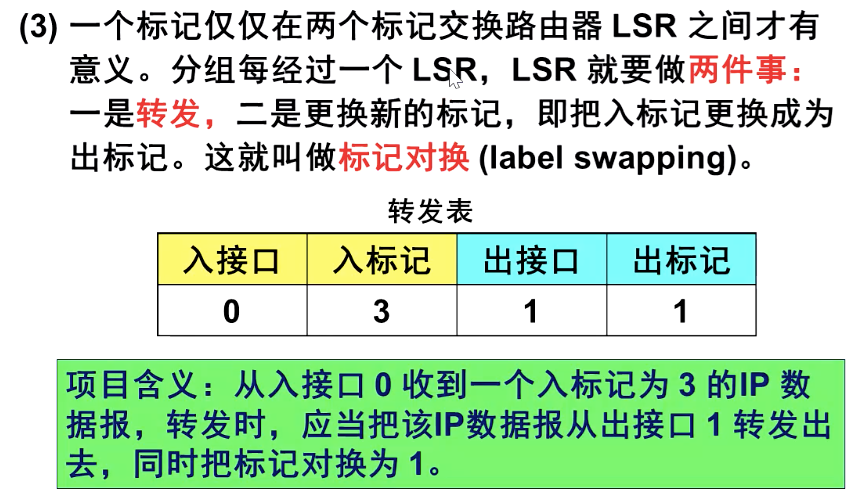 (3) 一个标记仅仅在两个标记交换路由器 LSR 之间才有
意义。分组每经过一个 LSR，LSR 就要做两件事：
一是转发，二是更换新的标记，即把入标记更换成为
出标记。这就叫做标记对换 (label swapping)。
转发表
入接口 入标记 出接口 出标记
0 3 1 1
项目含义：从入接口 0 收到一个入标记为 3 的IP 数
据报，转发时，应当把该IP数据报从出接口 1 转发出
去，同时把标记对换为 1。